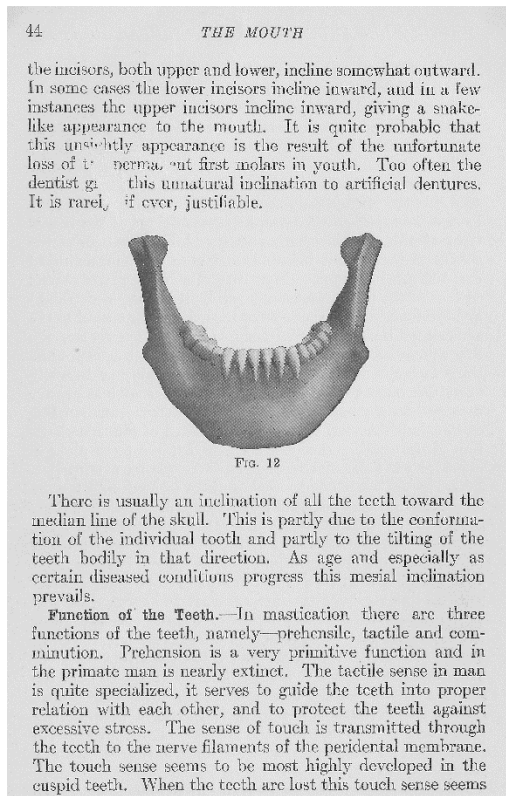 44
THE MOUTH
the incisors, both upper and lower, incline somewhat outward.
In some cases the lower incisors incline inward, and in a few
instances the upper incisors incline inward, giving a snake-
like appearance to the mouth. It is quite probable that
this unsightly appearance is the result of the unfortunate
loss of first molars in youth. Too often the
dentist this unnatural inclination to artificial dentures.
It is if ever, justifiable.
FIG. 12
There is usually an inclination of all the teeth toward the
median line of the skull. This is partly due to the conforma-
tion of the individual tooth and partly to the tilting of the
teeth bodily in that direction. As age and especially as
certain diseased conditions progress this mesial inclination
prevails.
Function of the Teeth.—In mastication there are three
functions of the teeth, namely—prehensile, tactile and com-
minution. Prehension is a very primitive function and in
the primate man is nearly extinct. The tactile sense in man
is quite specialized, it serves to guide the teeth into proper
relation with each other, and to protect the teeth against
excessive stress. The sense of touch is transmitted through
the teeth to the nerve filaments of the peridental membrane.
The touch sense seems to be most highly developed in the
cuspid teeth. When the teeth are lost this touch sense seems